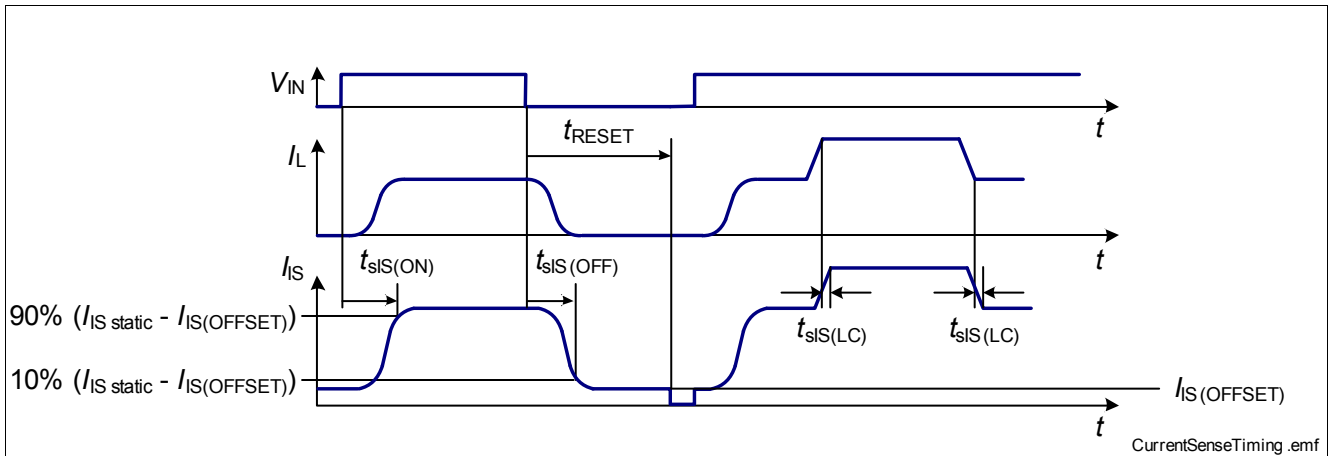 VIN
t
tRESET
IL
t
tsIS(ON)
tsIS(OFF)
IIS
90% (IIS static - IIS(OFFSET))
tsIS(LC)
tsIS(LC)
10% (IIS static - IIS(OFFSET))
IIS(OFFSET)
t
CurrentSenseTiming .emf